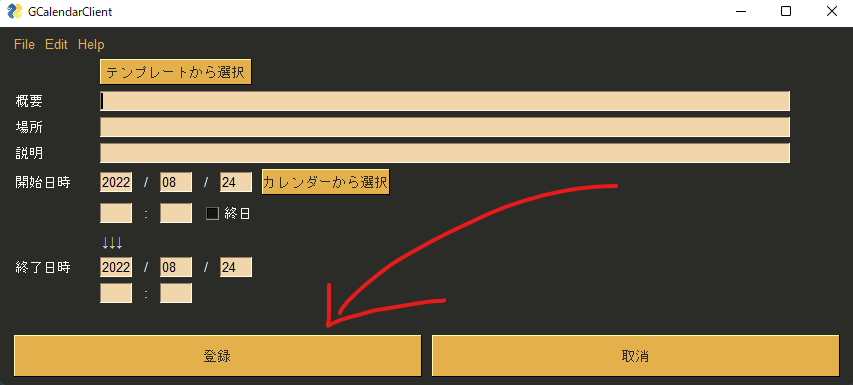 GCalendarClient
File Edit Help
テンプレートから選択
概要
場所
説明
開始日時 2022 / 08 / 24 カレンダーから選択
: 終日
↓↓↓
終了日時 2022 / 08 / 24
:
登録 取消